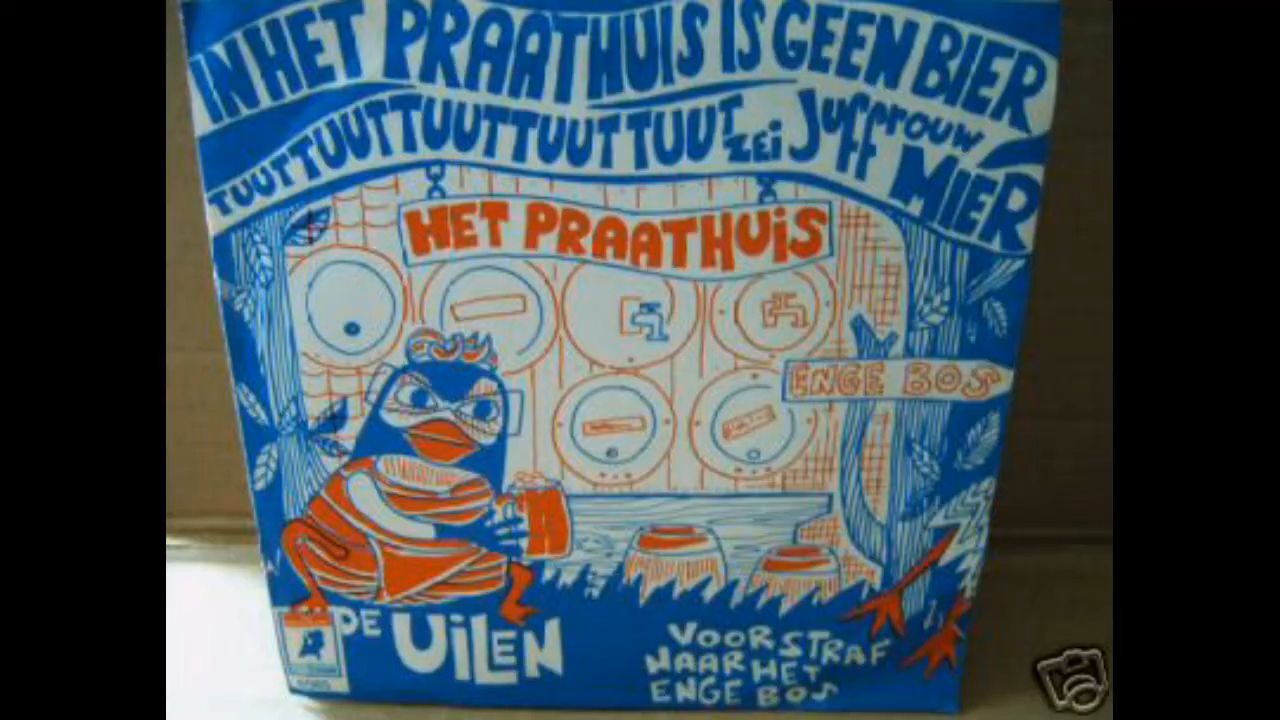 IN HET PRAATHUIS IS GEEN BIER
TUUT TUUT TUUT TUUT TUUT TUUT ZEI JUFFROUW MIER
HET PRAATHUIS
ENGE BOS
DE UILEN
VOOR STRAF
NAAR HET
ENGE BOS